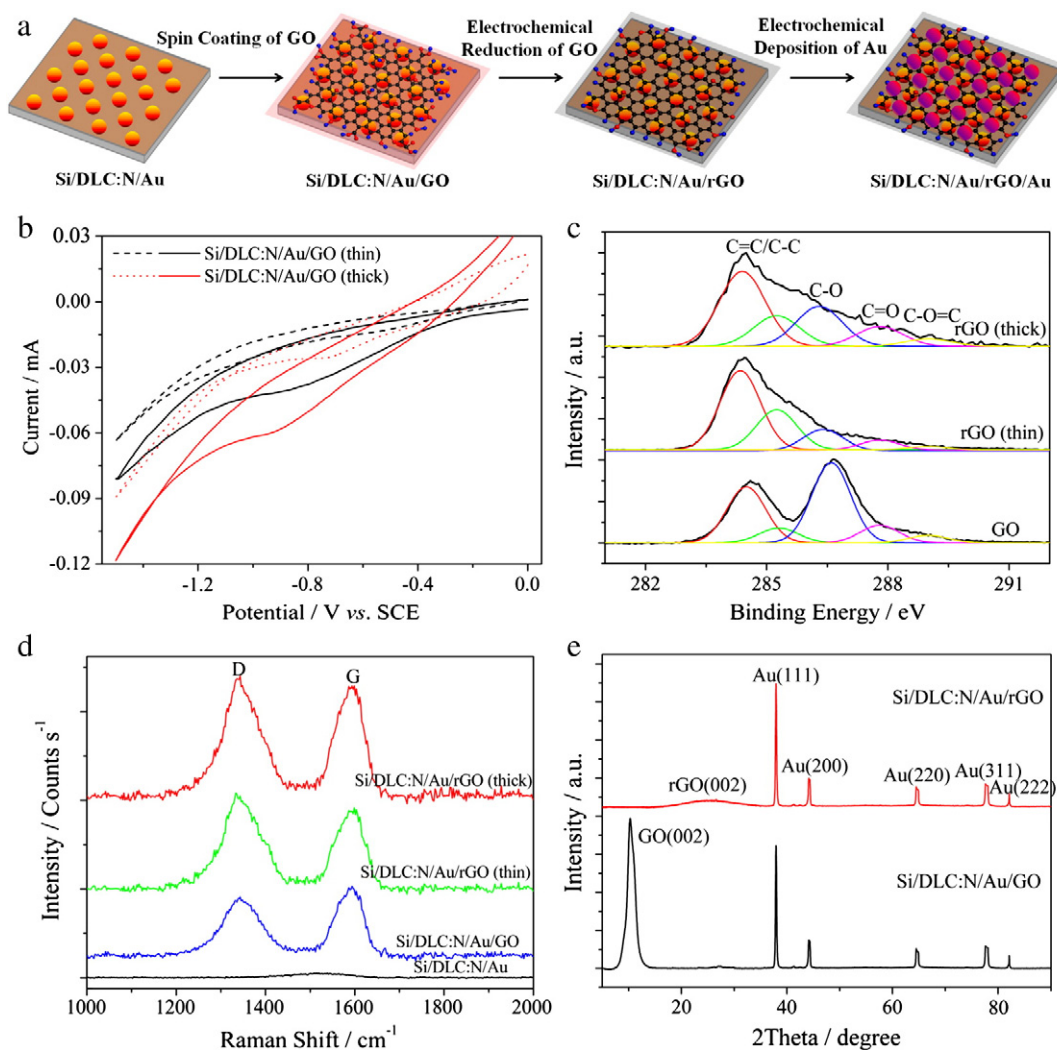 a
Spin Coating of GO
Electrochemical
Reduction of GO
Electrochemical
Deposition of Au
Si/DLC:N/Au
Si/DLC:N/Au/GO
Si/DLC:N/Au/rGO
Si/DLC:N/Au/rGO/Au
b
0.03
0.00
-0.03
-0.06
-0.09
-0.12
Current / mA
Si/DLC:N/Au/GO (thin)
Si/DLC:N/Au/GO (thick)
-1.2
-0.8
-0.4
0.0
Potential / V vs. SCE
c
Intensity / a.u.
C=C/C-C
C-O
C=O
C-O=C
rGO (thick)
rGO (thin)
GO
282
285
288
291
Binding Energy / eV
d
Intensity / Counts s-1
D
G
Si/DLC:N/Au/rGO (thick)
Si/DLC:N/Au/rGO (thin)
Si/DLC:N/Au/GO
Si/DLC:N/Au
1000
1200
1400
1600
1800
2000
Raman Shift / cm-1
e
Intensity / a.u.
Au(111)
Si/DLC:N/Au/rGO
rGO(002)
Au(200)
Au(220)
Au(311)
Au(222)
GO(002)
Si/DLC:N/Au/GO
20
40
60
80
2Theta / degree